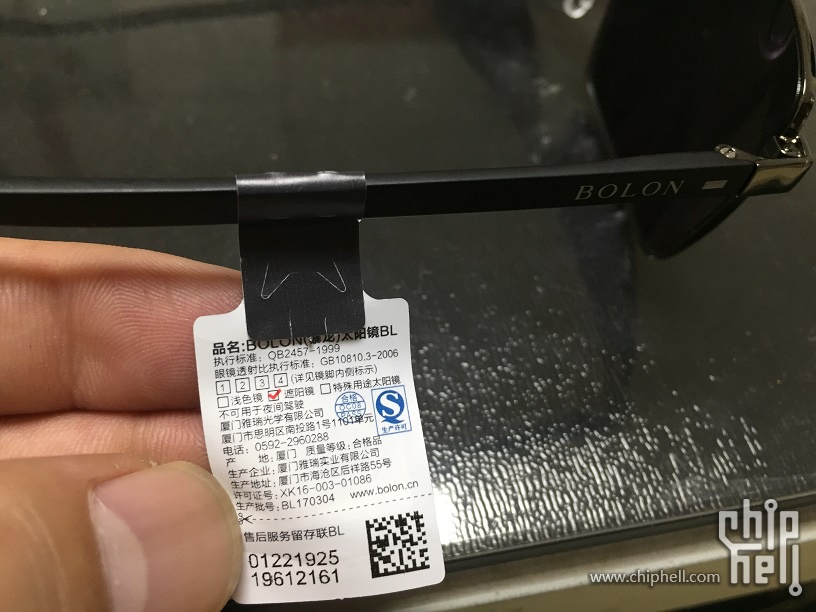 BOLON
品名:BOLON(暴龙)太阳镜BL
执行标准: QB2457-1999
眼镜透射比执行标准: GB10810.3-2006
1 2 3 4 (详见镜脚内侧标示)
浅色镜 遮阳镜 特殊用途太阳镜
不可用于夜间驾驶
合格
QC08
PASS
QS
生产许可
厦门雅瑞光学有限公司
厦门市思明区南投路1号1101单元
电话: 0592-2960288
产 地: 厦门 质量等级: 合格品
生产企业: 厦门雅瑞实业有限公司
生产地址: 厦门市海沧区后祥路55号
许可证号: XK16-003-01086
生产批号: BL170304 www.bolon.cn
售后服务留存联BL
01221925
19612161
www.chiphell.com
chip hell